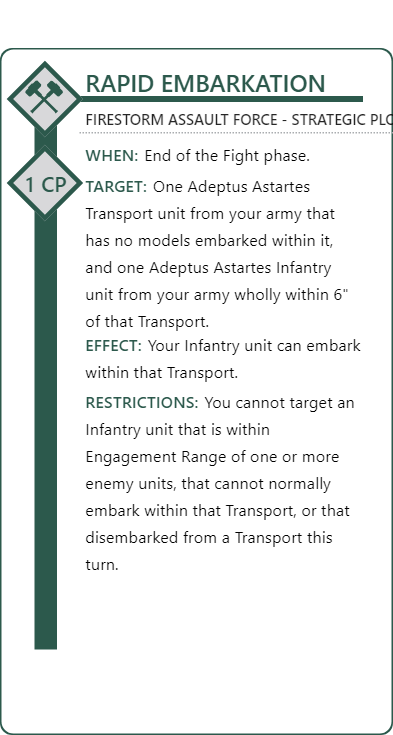 RAPID EMBARKATION
FIRESTORM ASSAULT FORCE - STRATEGIC
1 CP
WHEN: End of the Fight phase.
TARGET: One Adeptus Astartes
Transport unit from your army that
has no models embarked within it,
and one Adeptus Astartes Infantry
unit from your army wholly within 6"
of that Transport.
EFFECT: Your Infantry unit can embark
within that Transport.
RESTRICTIONS: You cannot target an
Infantry unit that is within
Engagement Range of one or more
enemy units, that cannot normally
embark within that Transport, or that
disembarked from a Transport this
turn.